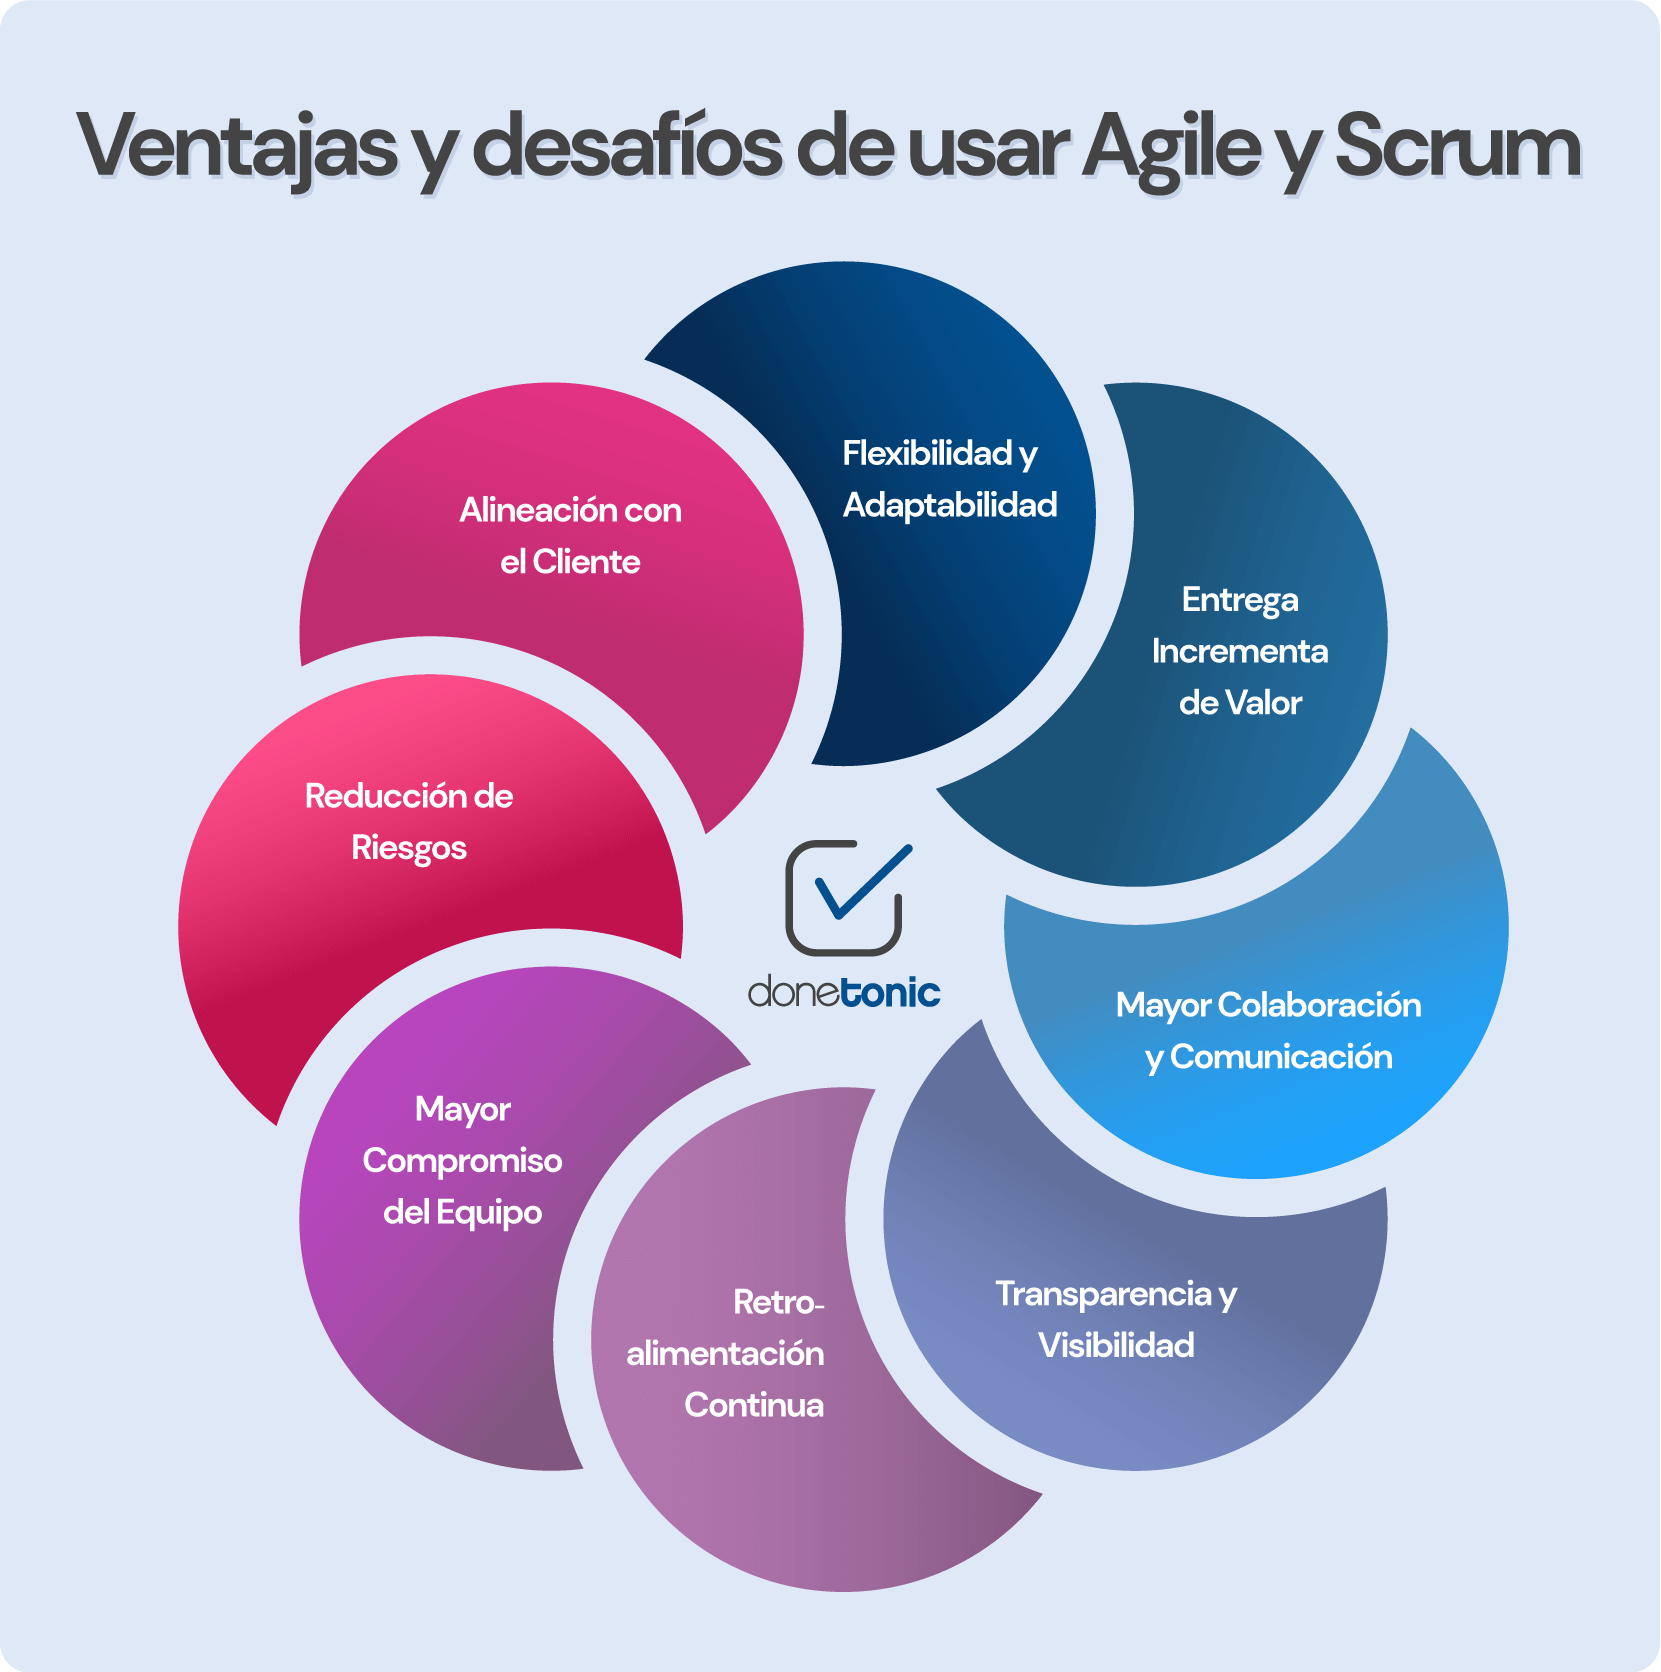 Ventajas y desafíos de usar Agile y Scrum
Flexibilidad y
Adaptabilidad
Entrega
Incrementa
de Valor
Mayor Colaboración
y Comunicación
Transparencia y
Visibilidad
Retro-
alimentación
Continua
Mayor
Compromiso
del Equipo
Reducción de
Riesgos
Alineación con
el Cliente
donetonic